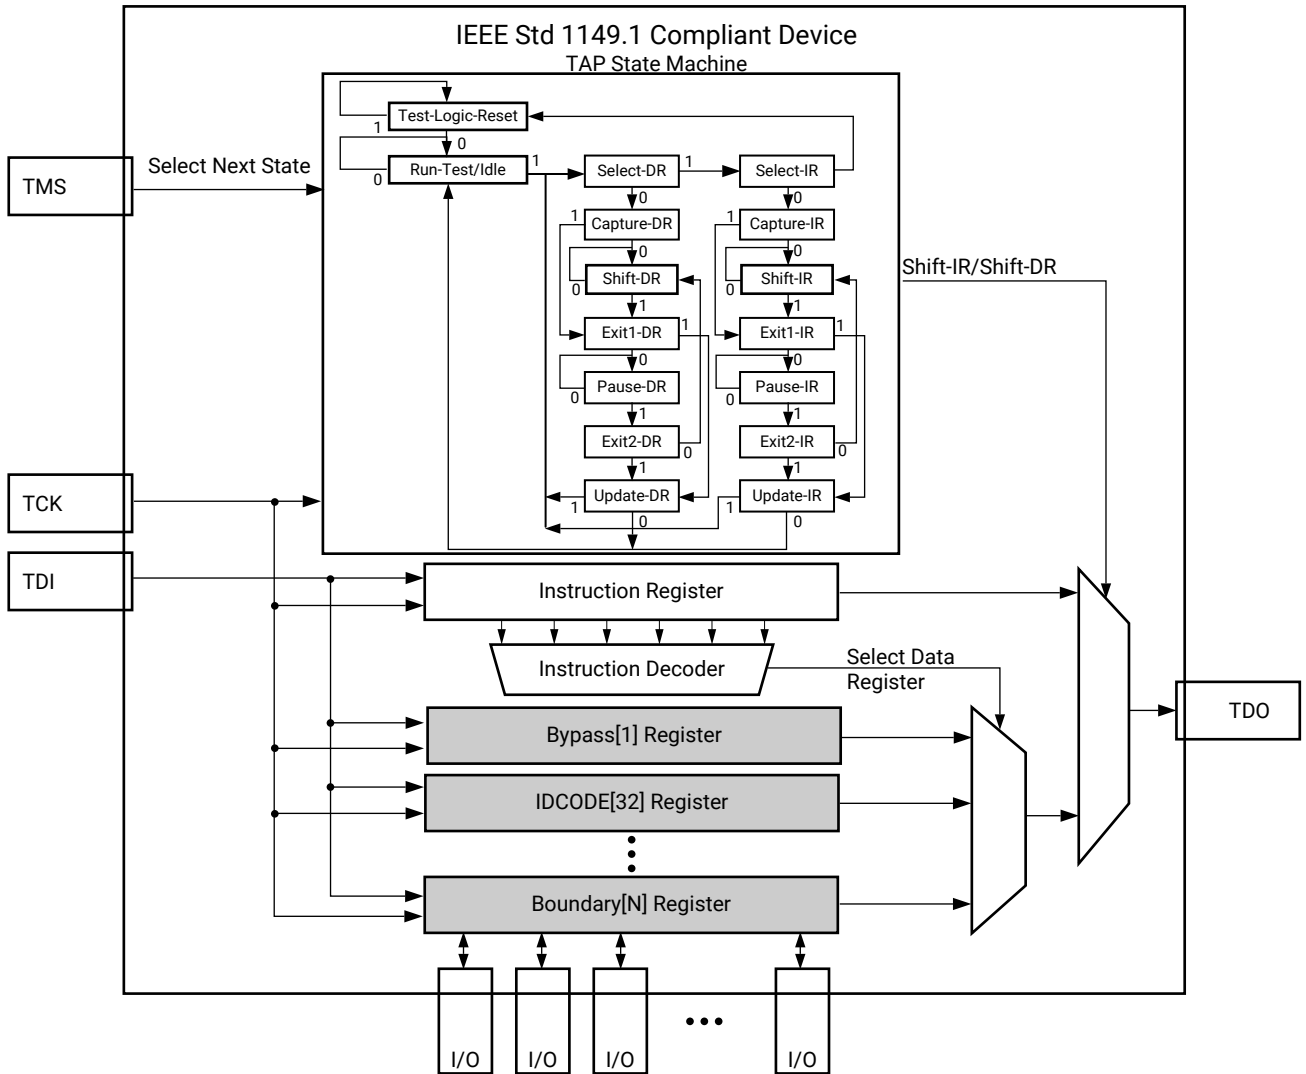 IEEE Std 1149.1 Compliant Device
TAP State Machine
Test-Logic-Reset
1
0
Select Next State
TMS
Run-Test/Idle
0
1
Select-DR
1
Select-IR
0
0
1
Capture-DR
1
Capture-IR
0
0
Shift-DR
0
Shift-IR
0
Shift-IR/Shift-DR
1
1
Exit1-DR
1
Exit1-IR
1
0
0
Pause-DR
0
Pause-IR
0
1
1
Exit2-DR
0
Exit2-IR
0
1
1
TCK
Update-DR
1
Update-IR
1
0
0
TDI
Instruction Register
Instruction Decoder
Select Data
Register
TDO
Bypass[1] Register
IDCODE[32] Register
Boundary[N] Register
I/O
I/O
I/O
I/O